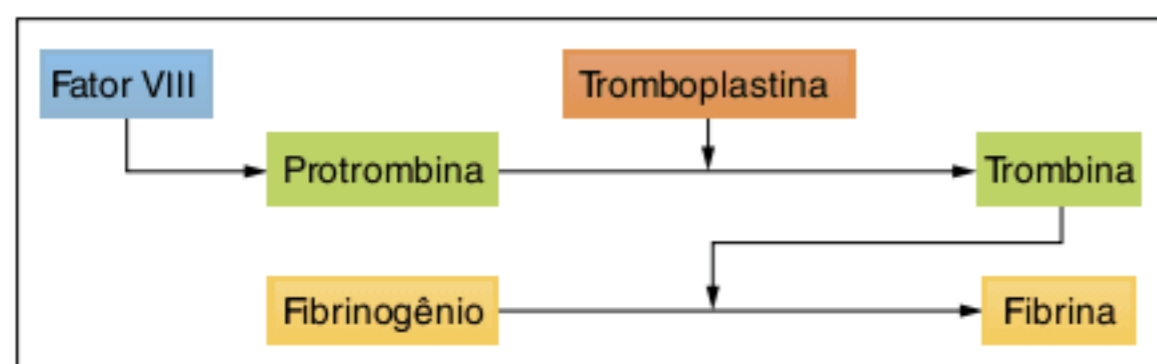 Fator VIII
Tromboplastina
Protrombina
Trombina
Fibrinogênio
Fibrina